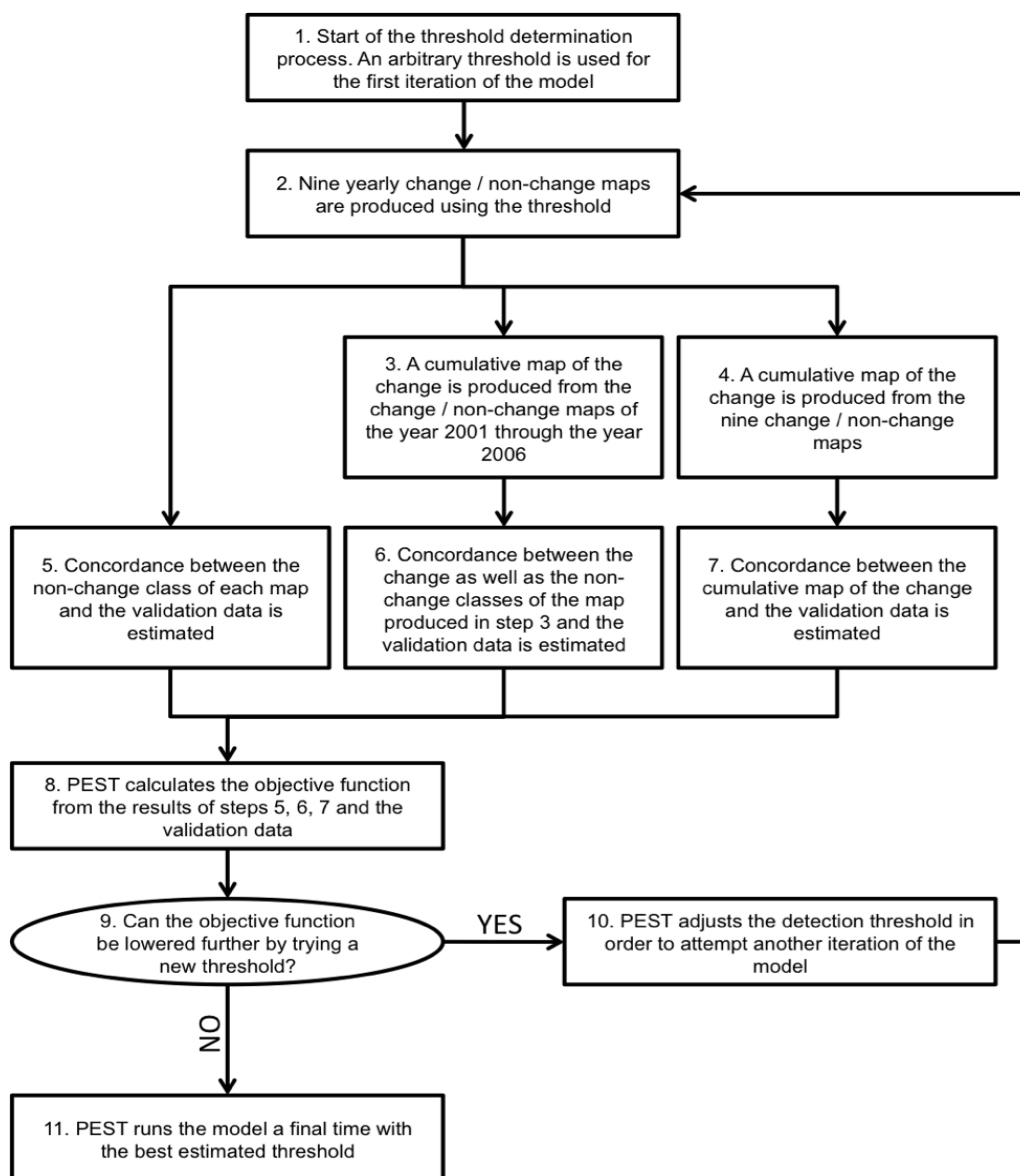 1. Start of the threshold determination
process. An arbitrary threshold is used for
the first iteration of the model
2. Nine yearly change / non-change maps
are produced using the threshold
3. A cumulative map of the
change is produced from the
change / non-change maps of
the year 2001 through the year
2006
4. A cumulative map of the
change is produced from the
nine change / non-change
maps
5. Concordance between the
non-change class of each map
and the validation data is
estimated
6. Concordance between the
change as well as the non-
change classes of the map
produced in step 3 and the
validation data is estimated
7. Concordance between the
cumulative map of the change
and the validation data is
estimated
8. PEST calculates the objective function
from the results of steps 5, 6, 7 and the
validation data
9. Can the objective function
be lowered further by trying a
new threshold?
YES
10. PEST adjusts the detection threshold in
order to attempt another iteration of the
model
NO
11. PEST runs the model a final time with
the best estimated threshold